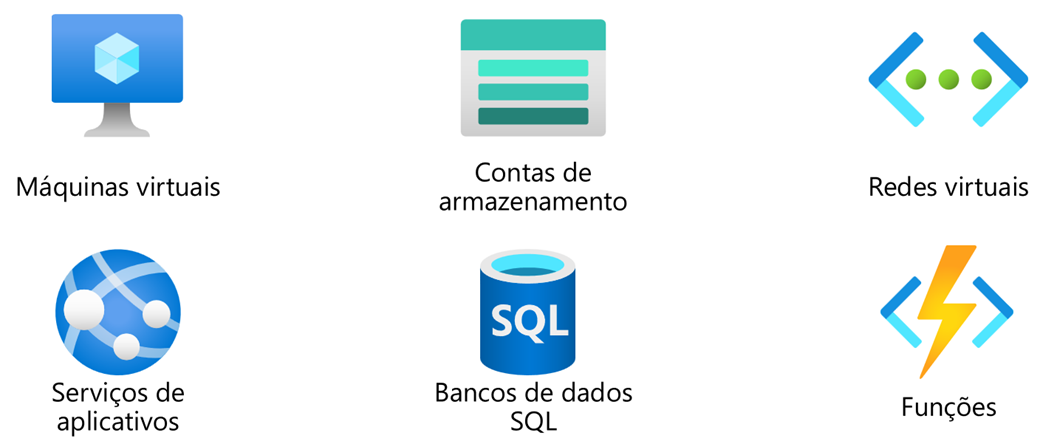 Máquinas virtuais
Contas de
armazenamento
Redes virtuais
Serviços de
aplicativos
SQL
Bancos de dados
SQL
Funções